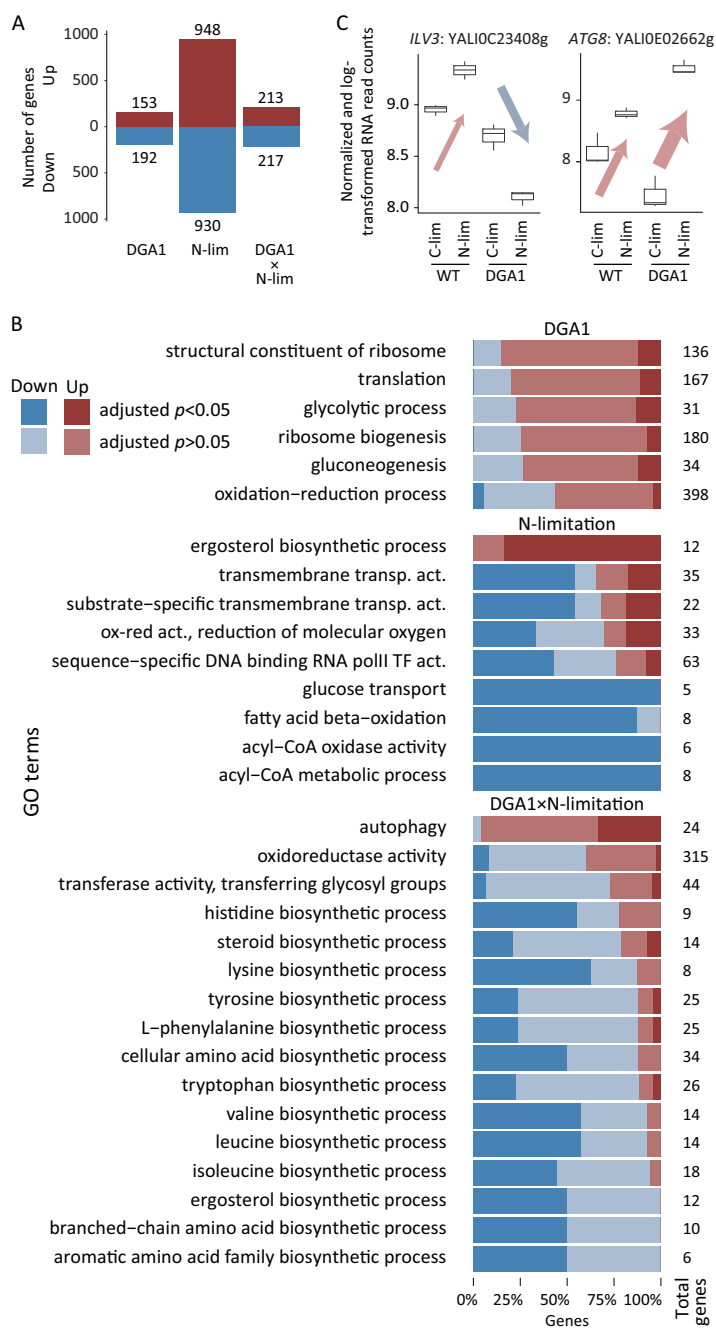 A
Number of genes
Down Up
1000
500
0
500
1000
153
192
948
930
213
217
DGA1
N-lim
DGA1
×
N-lim
C
ILV3: YALI0C23408g
ATG8: YALI0E02662g
Normalized and log-
transformed RNA read counts
9.0
8.5
8.0
9
8
C-lim
N-lim
C-lim
N-lim
WT
DGA1
C-lim
N-lim
C-lim
N-lim
WT
DGA1
B
Down Up
adjusted p<0.05
adjusted p>0.05
GO terms
DGA1
structural constituent of ribosome 136
translation 167
glycolytic process 31
ribosome biogenesis 180
gluconeogenesis 34
oxidation−reduction process 398
N-limitation
ergosterol biosynthetic process 12
transmembrane transp. act. 35
substrate−specific transmembrane transp. act. 22
ox-red act., reduction of molecular oxygen 33
sequence−specific DNA binding RNA polII TF act. 63
glucose transport 5
fatty acid beta−oxidation 8
acyl−CoA oxidase activity 6
acyl−CoA metabolic process 8
DGA1×N-limitation
autophagy 24
oxidoreductase activity 315
transferase activity, transferring glycosyl groups 44
histidine biosynthetic process 9
steroid biosynthetic process 14
lysine biosynthetic process 8
tyrosine biosynthetic process 25
L−phenylalanine biosynthetic process 25
cellular amino acid biosynthetic process 34
tryptophan biosynthetic process 26
valine biosynthetic process 14
leucine biosynthetic process 14
isoleucine biosynthetic process 18
ergosterol biosynthetic process 12
branched−chain amino acid biosynthetic process 10
aromatic amino acid family biosynthetic process 6
0% 25% 50% 75% 100%
Genes
Total
genes